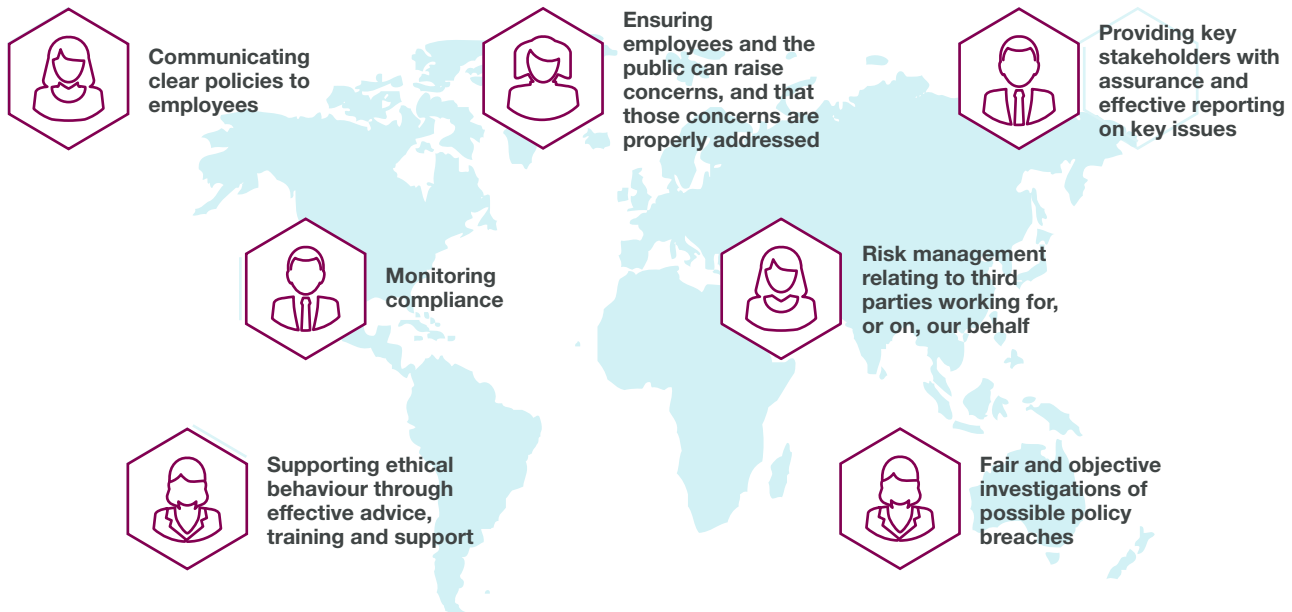 Communicating
clear policies to
employees
Ensuring
employees and the
public can raise
concerns, and that
those concerns are
properly addressed
Providing key
stakeholders with
assurance and
effective reporting
on key issues
Monitoring
compliance
Risk management
relating to third
parties working for,
or on, our behalf
Supporting ethical
behaviour through
effective advice,
training and support
Fair and objective
investigations of
possible policy
breaches